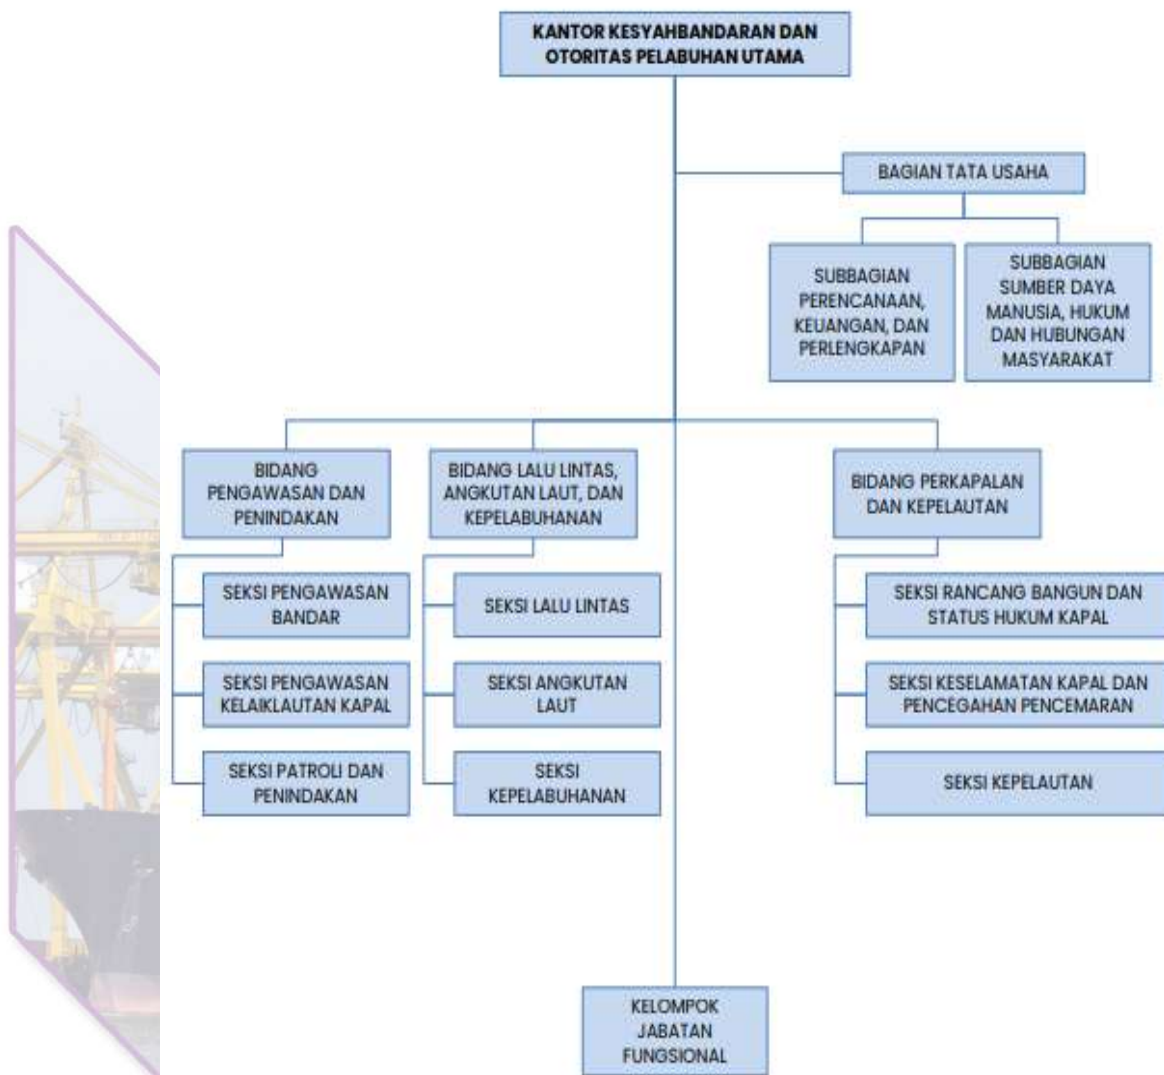 KANTOR KESYAHBANDARAN DAN
OTORITAS PELABUHAN UTAMA
BAGIAN TATA USAHA
SUBBAGIAN
PERENCANAAN,
KEUANGAN, DAN
PERLENGKAPAN
SUBBAGIAN
SUMBER DAYA
MANUSIA, HUKUM
DAN HUBUNGAN
MASYARAKAT
BIDANG
PENGAWASAN DAN
PENINDAKAN
BIDANG LALU LINTAS,
ANGKUTAN LAUT, DAN
KEPELABUHANAN
BIDANG PERKAPALAN
DAN KEPELAUTAN
SEKSI PENGAWASAN
BANDAR
SEKSI PENGAWASAN
KELAIKLAUTAN KAPAL
SEKSI PATROLI DAN
PENINDAKAN
SEKSI LALU LINTAS
SEKSI ANGKUTAN
LAUT
SEKSI
KEPELABUHANAN
SEKSI RANCANG BANGUN DAN
STATUS HUKUM KAPAL
SEKSI KESELAMATAN KAPAL DAN
PENCEGAHAN PENCEMARAN
SEKSI KEPELAUTAN
KELOMPOK
JABATAN
FUNGSIONAL